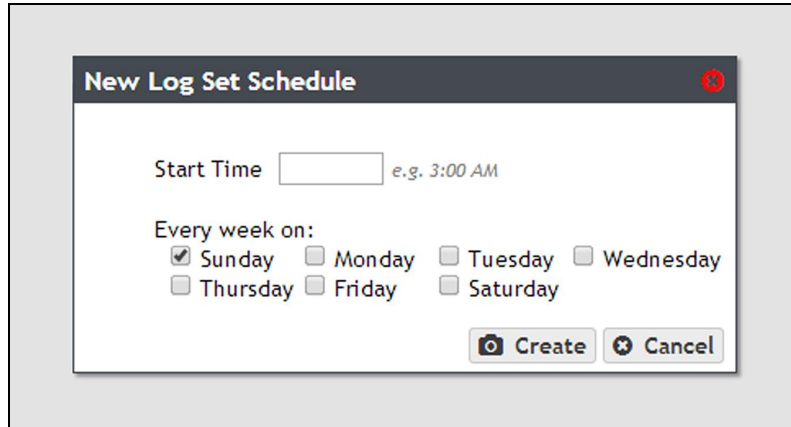 New Log Set Schedule
Start Time e.g. 3:00 AM
Every week on:
Sunday Monday Tuesday Wednesday
Thursday Friday Saturday
Create Cancel